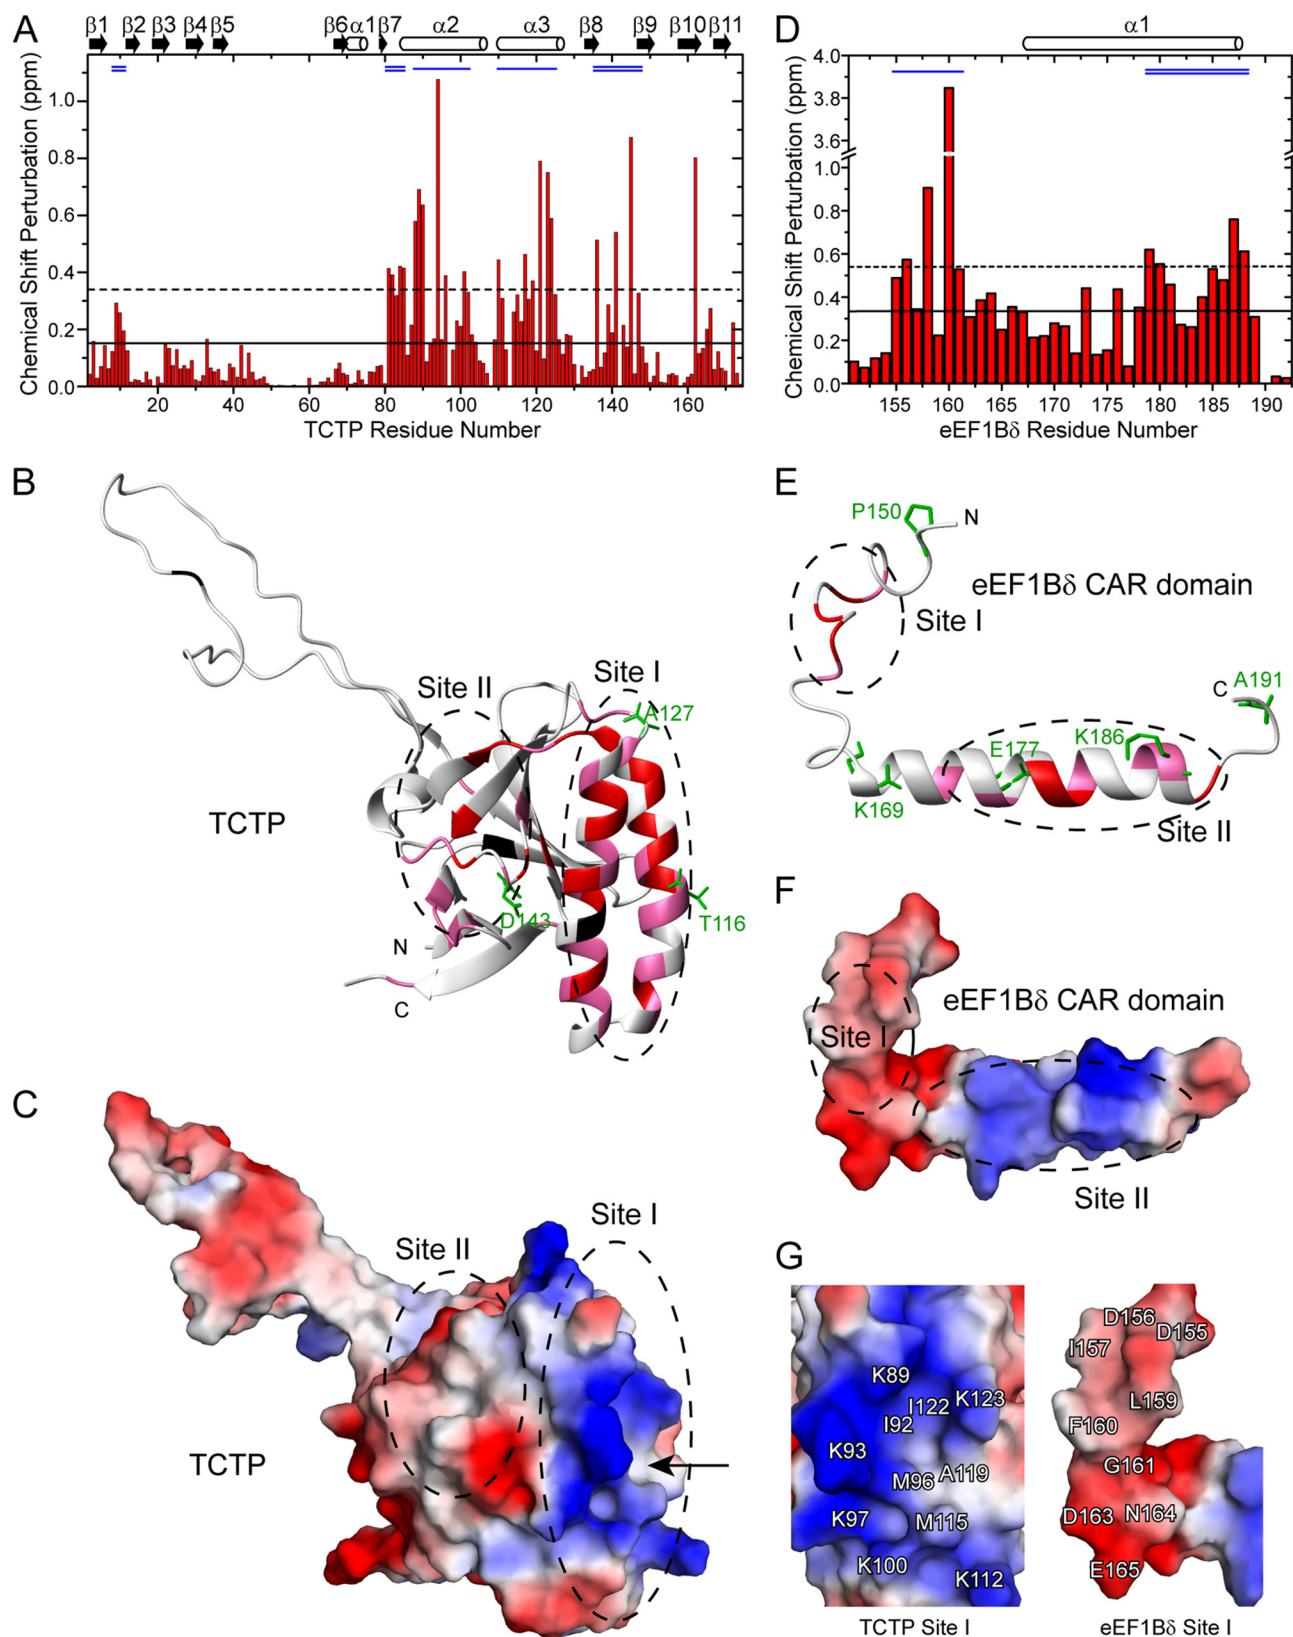 A
β1 β2 β3 β4 β5 β6 α1 β7 α2 α3 β8 β9 β10 β11
Chemical Shift Perturbation (ppm)
1.0
0.8
0.6
0.4
0.2
0.0
20 40 60 80 100 120 140 160
TCTP Residue Number
D
α1
Chemical Shift Perturbation (ppm)
4.0
3.8
3.6
1.0
0.8
0.6
0.4
0.2
0.0
155 160 165 170 175 180 185 190
eEF1Bδ Residue Number
B
Site II
Site I
A127
TCTP
D143
T116
N
C
E
P150
N
eEF1Bδ CAR domain
Site I
A191
C
E177
K186
K169
Site II
C
Site I
Site II
TCTP
F
eEF1Bδ CAR domain
Site I
Site II
G
K89
I122
K123
I92
K93
M96
A119
K97
M115
K100
K112
TCTP Site I
D156
D155
I157
L159
F160
G161
D163
N164
E165
eEF1Bδ Site I